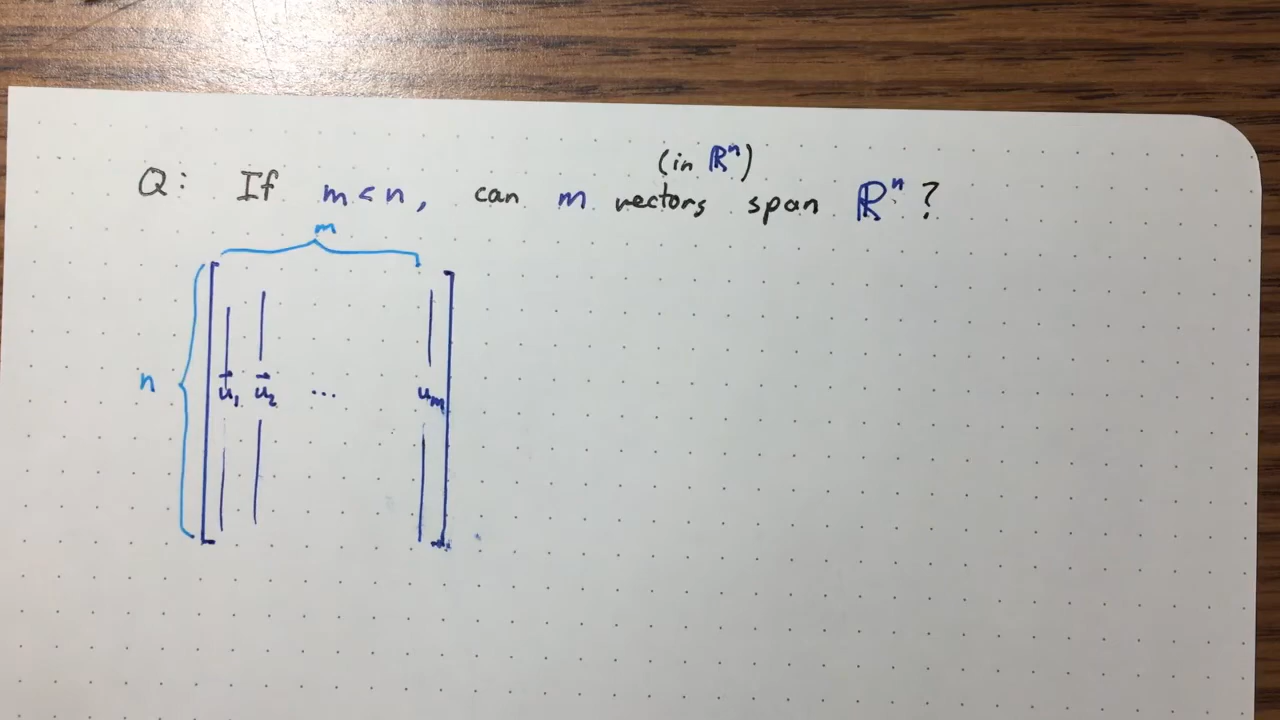 (in ℝⁿ)
Q: If m < n, can m vectors span ℝⁿ?
m
n
u⃗₁ u⃗₂ ... uₘ